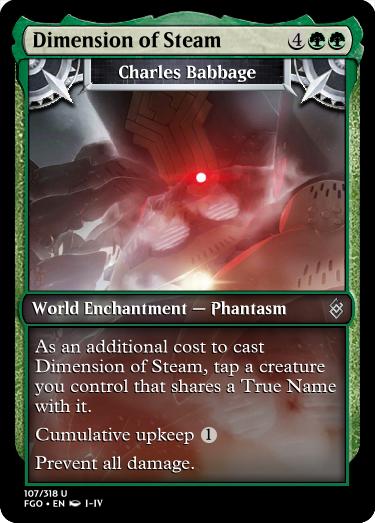 Dimension of Steam 4
Charles Babbage
World Enchantment — Phantasm
As an additional cost to cast
Dimension of Steam, tap a creature
you control that shares a True Name
with it.
Cumulative upkeep 1
Prevent all damage.
107/318 U
FGO • EN I-IV